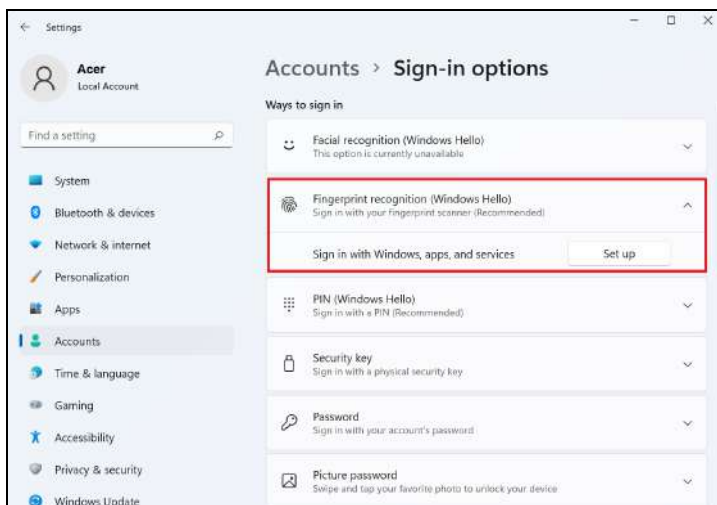 Settings
Acer
Local Account
Find a setting
System
Bluetooth & devices
Network & internet
Personalization
Apps
Accounts
Time & language
Gaming
Accessibility
Privacy & security
Windows Update
Accounts > Sign-in options
Ways to sign in
Facial recognition (Windows Hello)
This option is currently unavailable
Fingerprint recognition (Windows Hello)
Sign in with your fingerprint scanner (Recommended)
Sign in with Windows, apps, and services
Set up
PIN (Windows Hello)
Sign in with a PIN (Recommended)
Security key
Sign in with a physical security key
Password
Sign in with your account's password
Picture password
Swipe and tap your favorite photo to unlock your device